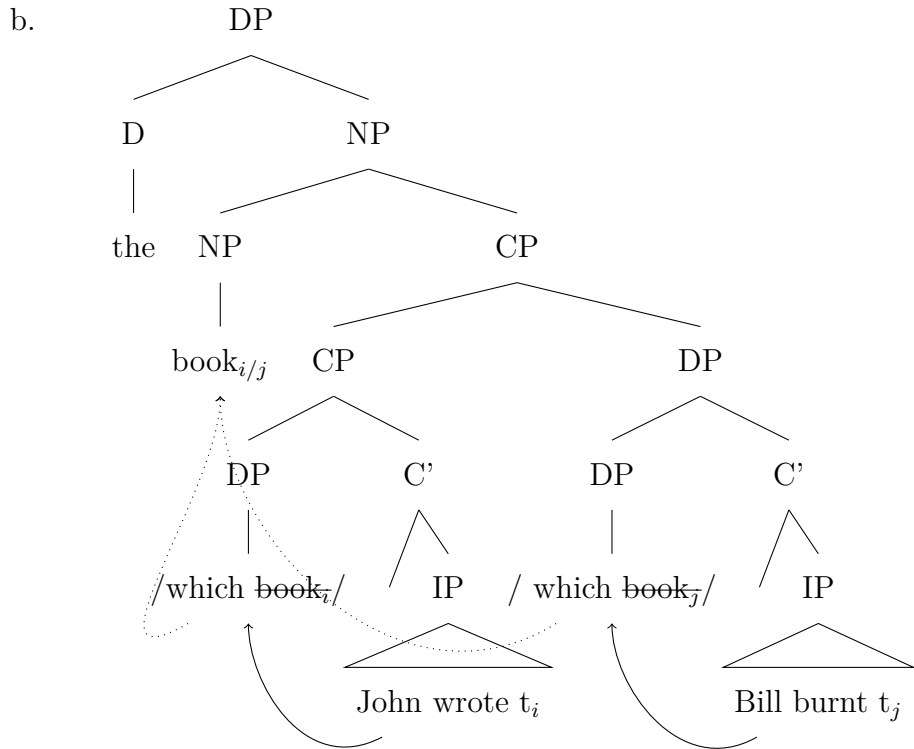 b. DP
D NP
the NP CP
book_{i/j} CP DP
DP C' DP C'
/which ~~book_i~~/ IP / which ~~book_j~~/ IP
John wrote t_i Bill burnt t_j